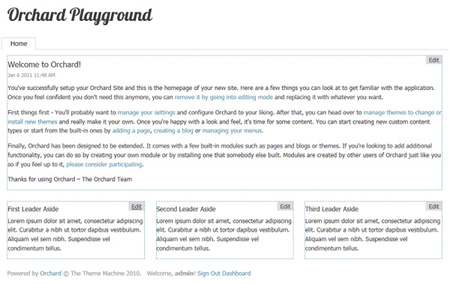 Orchard Playground
Home
Edit
Welcome to Orchard!
Jan 6 2011 11:48 AM
You've successfully setup your Orchard Site and this is the homepage of your new site. Here are a few things you can look at to get familiar with the application.
Once you feel confident you don't need this anymore, you can remove it by going into editing mode and replacing it with whatever you want.
First things first - You'll probably want to manage your settings and configure Orchard to your liking. After that, you can head over to manage themes to change or
install new themes and really make it your own. Once you're happy with a look and feel, it's time for some content. You can start creating new custom content
types or start from the built-in ones by adding a page, creating a blog or managing your menus.
Finally, Orchard has been designed to be extended. It comes with a few built-in modules such as pages and blogs or themes. If you're looking to add additional
functionality, you can do so by creating your own module or by installing one that somebody else built. Modules are created by other users of Orchard just like you
so if you feel up to it, please consider participating.
Thanks for using Orchard – The Orchard Team
Edit
First Leader Aside
Lorem ipsum dolor sit amet, consectetur adipiscing
elit. Curabitur a nibh ut tortor dapibus vestibulum.
Aliquam vel sem nibh. Suspendisse vel
condimentum tellus.
Edit
Second Leader Aside
Lorem ipsum dolor sit amet, consectetur adipiscing
elit. Curabitur a nibh ut tortor dapibus vestibulum.
Aliquam vel sem nibh. Suspendisse vel
condimentum tellus.
Edit
Third Leader Aside
Lorem ipsum dolor sit amet, consectetur adipiscing
elit. Curabitur a nibh ut tortor dapibus vestibulum.
Aliquam vel sem nibh. Suspendisse vel
condimentum tellus.
Powered by Orchard © The Theme Machine 2010. Welcome, admin! Sign Out Dashboard